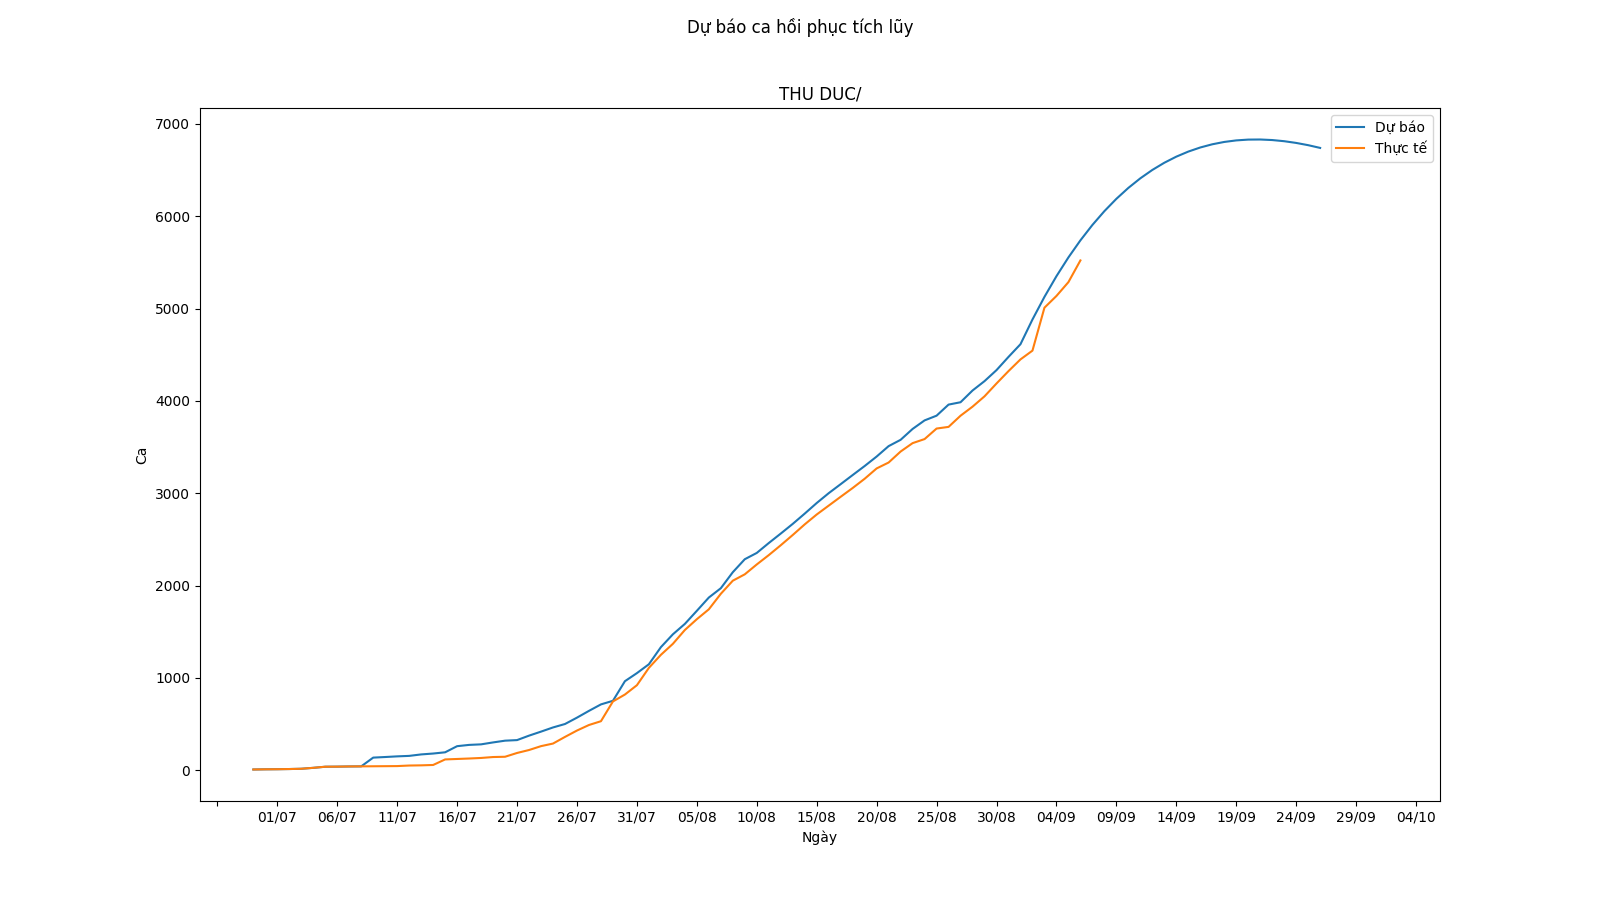 Dự báo ca hồi phục tích lũy
THU DUC/
Dự báo
Thực tế
7000
6000
5000
4000
3000
2000
1000
0
Ca
01/07 06/07 11/07 16/07 21/07 26/07 31/07 05/08 10/08 15/08 20/08 25/08 30/08 04/09 09/09 14/09 19/09 24/09 29/09 04/10
Ngày